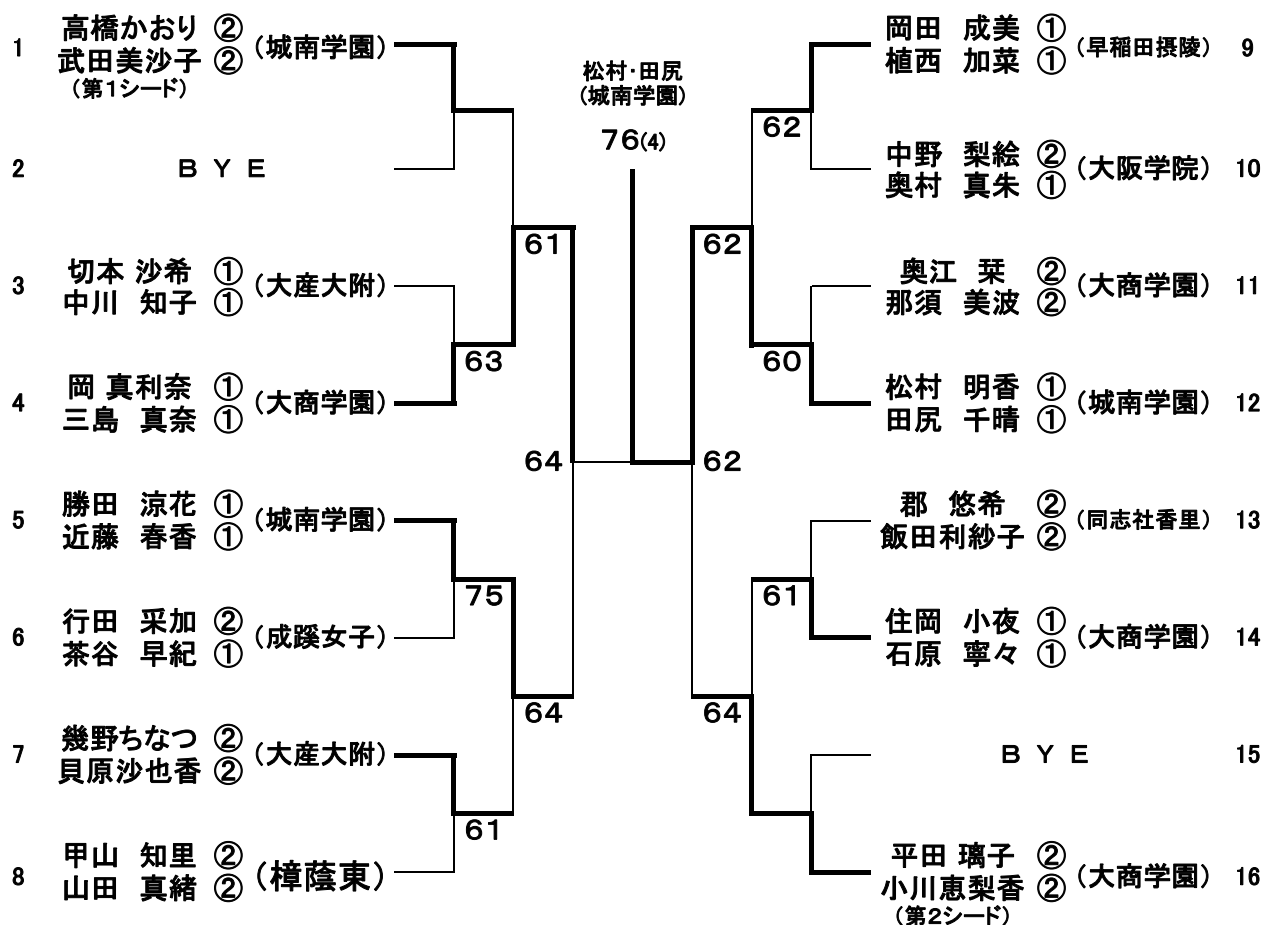 1 高橋かおり ② (城南学園)
武田美沙子 ②
(第1シード)
2 ＢＹＥ
3 切本 沙希 ① (大産大附)
中川 知子 ①
4 岡 真利奈 ① (大商学園)
三島 真奈 ①
5 勝田 涼花 ① (城南学園)
近藤 春香 ①
6 行田 采加 ② (成蹊女子)
茶谷 早紀 ①
7 幾野ちなつ ② (大産大附)
貝原沙也香 ②
8 甲山 知里 ② (樟蔭東)
山田 真緒 ②
63
75
61
61
64
64
松村・田尻
(城南学園)
76(4)
62
62
64
62
60
61
岡田 成美 ① (早稲田摂陵) 9
植西 加菜 ①
中野 梨絵 ② (大阪学院) 10
奥村 真朱 ①
奥江 栞 ② (大商学園) 11
那須 美波 ②
松村 明香 ① (城南学園) 12
田尻 千晴 ①
郡 悠希 ② (同志社香里) 13
飯田利紗子 ②
住岡 小夜 ① (大商学園) 14
石原 寧々 ①
ＢＹＥ 15
平田 璃子 ② (大商学園) 16
小川恵梨香 ②
(第2シード)